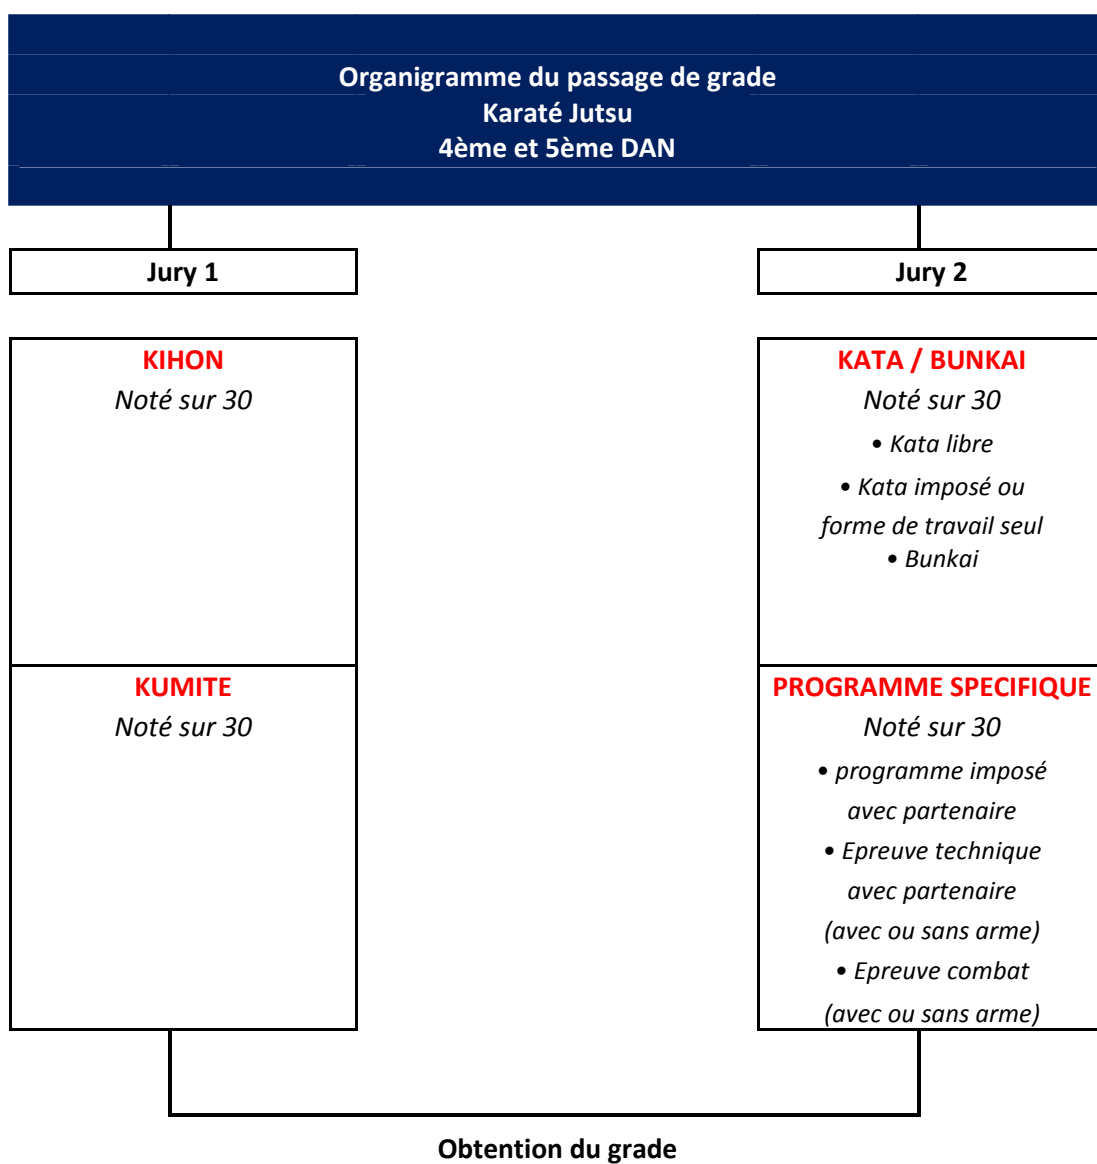 Organigramme du passage de grade
Karaté Jutsu
4ème et 5ème DAN
Jury 1
Jury 2
KIHON
Noté sur 30
KATA / BUNKAI
Noté sur 30
• Kata libre
• Kata imposé ou
forme de travail seul
• Bunkai
KUMITE
Noté sur 30
PROGRAMME SPECIFIQUE
Noté sur 30
• programme imposé
avec partenaire
• Epreuve technique
avec partenaire
(avec ou sans arme)
• Epreuve combat
(avec ou sans arme)
Obtention du grade